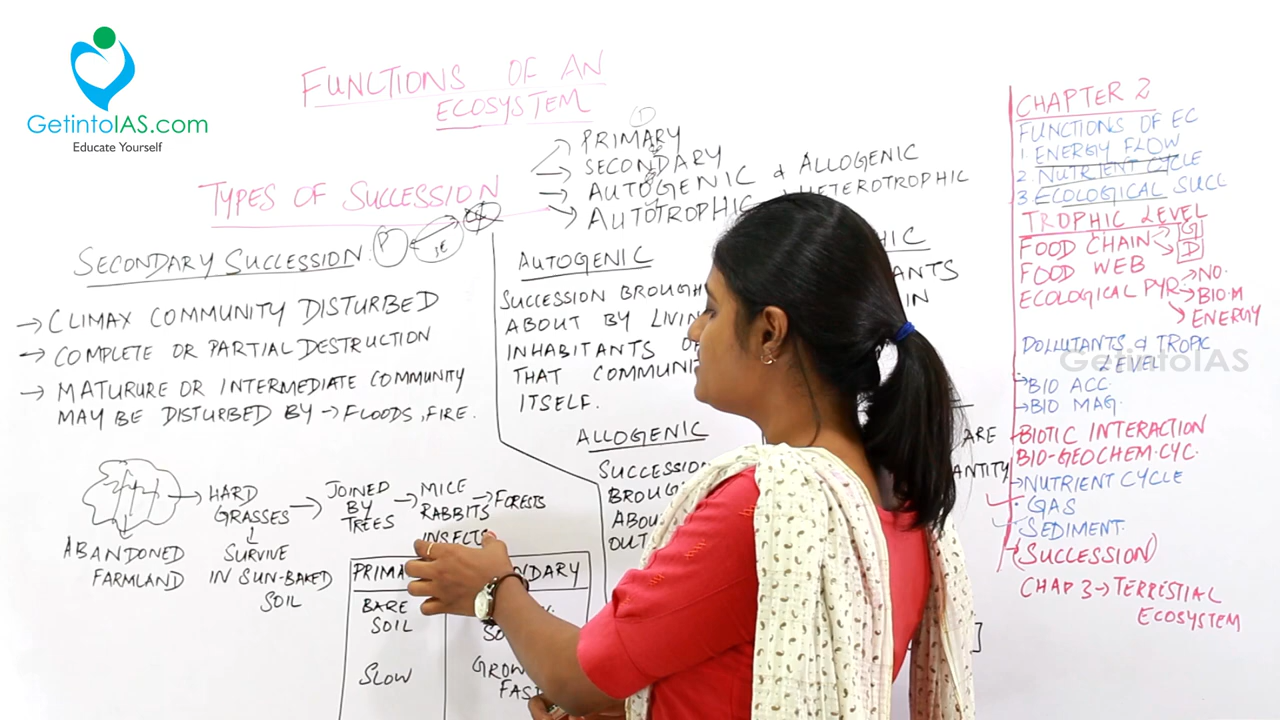 GetintoIAS.com
Educate Yourself
FUNCTIONS OF AN
ECOSYSTEM
TYPES OF SUCCESSION
PRIMARY
SECONDARY
AUTOGENIC & ALLOGENIC
AUTOTROPHIC & HETEROTROPHIC
SECONDARY SUCCESSION
→ CLIMAX COMMUNITY DISTURBED
→ COMPLETE OR PARTIAL DESTRUCTION
→ MATURURE OR INTERMEDIATE COMMUNITY
MAY BE DISTURBED BY → FLOODS, FIRE.
ABANDONED
FARMLAND
→ HARD
GRASSES
SURVIVE
IN SUN-BAKED
SOIL
→ JOINED
BY
TREES
→ MICE
RABBITS
INSECTS
→ FORESTS
BARE
SOIL
SLOW
FAST
AUTOGENIC
SUCCESSION
ABOUT BY
INHABITANTS
THAT
ITSELF.
ALLOGENIC
SUCCESSION
ARE
CHAPTER 2
FUNCTIONS OF EC
1. ENERGY FLOW
2. NUTRIENT CYCLE
3. ECOLOGICAL SUCC
TROPHIC LEVEL
FOOD CHAIN → G
→ D
FOOD WEB
ECOLOGICAL PYR → NO.
→ BIO.M
→ ENERGY
POLLUTANTS & TROPIC
LEVEL
GetintoIAS
→ BIO ACC.
→ BIO MAG.
BIOTIC INTERACTION
BIO-GEOCHEM.CYC.
→ NUTRIENT CYCLE
GAS
SEDIMENT.
(SUCCESSION)
CHAP 3 → TERRESTIAL
ECOSYSTEM